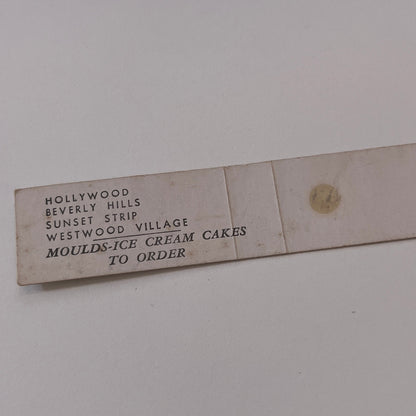 HOLLYWOOD
BEVERLY HILLS
SUNSET STRIP
WESTWOOD VILLAGE
MOULDS-ICE CREAM CAKES
TO ORDER